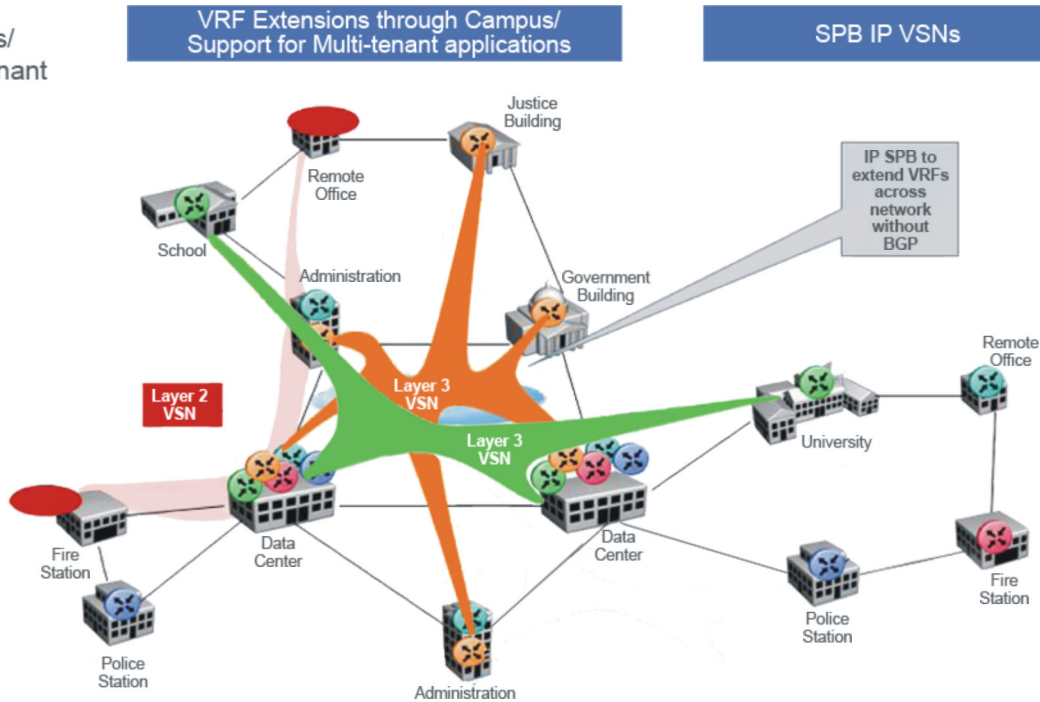 VRF Extensions through Campus/
Support for Multi-tenant applications
SPB IP VSNs
Justice
Building
Remote
Office
IP SPB to
extend VRFs
across
network
without
BGP
School
Administration
Government
Building
Remote
Office
Layer 2
VSN
Layer 3
VSN
University
Layer 3
VSN
Fire
Station
Data
Center
Data
Center
Fire
Station
Police
Station
Police
Station
Administration